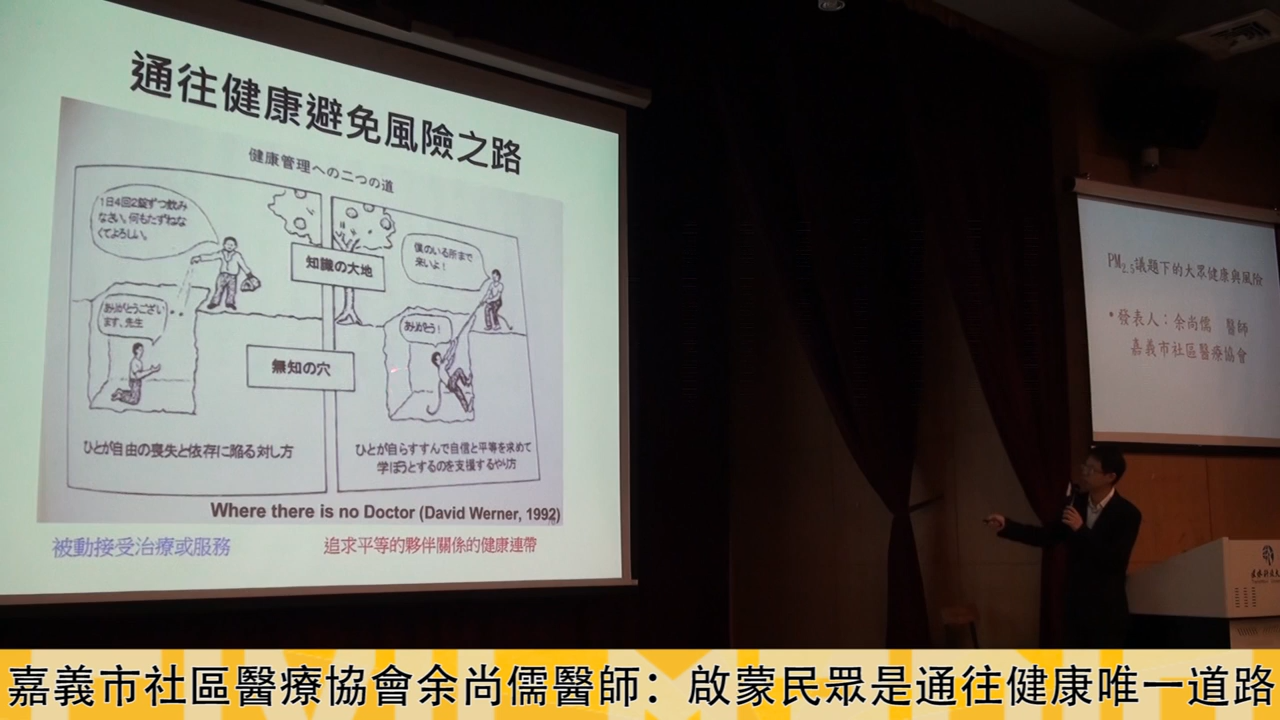 通往健康避免風險之路
健康管理への二つの道
1日4回2錠ずつ飲み
なさい。何もたずねな
くてよろしい。
ありがとうござい
ます、先生
知識の大地
無知の穴
僕のいる所まで
来いよ!
ありがとう!
ひとが自由の喪失と依存に陥る対し方
ひとが自らすすんで自信と平等を求めて
学ぼうとするのを支援するやり方
Where there is no Doctor (David Werner, 1992)
被動接受治療或服務
追求平等的夥伴關係的健康連帶
PM2.5議題下的大眾健康與風險
•發表人:余尚儒 醫師
嘉義市社區醫療協會
嘉義市社區醫療協會余尚儒醫師:啟蒙民眾是通往健康唯一道路